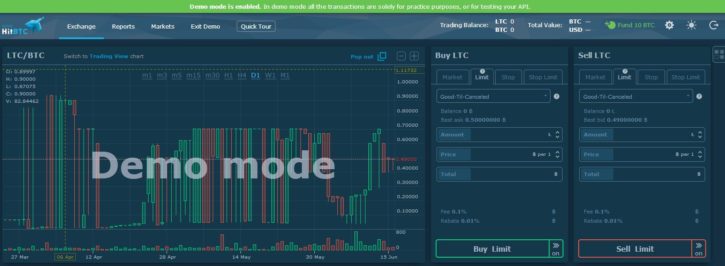 Demo mode is enabled. In demo mode all the transactions are solely for practice purposes, or for testing your API.
HitBTC
Exchange Reports Markets Exit Demo Quick Tour
Trading Balance: LTC 0 BTC 0
Total Value: BTC — USD —
Fund 10 BTC
LTC/BTC Switch to Trading View chart Pop out
m1 m3 m5 m15 m30 H1 H4 D1 W1 M1
H: 0.90000
L: 0.67075
C: 0.90000
V: 82.84462
1.11732
1.00000
0.90000
0.80000
0.70000
0.60000
0.40000
0.30000
0.20000
0.10000
800
400
0
Demo mode
27 Mar 06 Apr 12 Apr 28 Apr 14 May 30 May 15 Jun
Buy LTC
Market Limit Stop Stop Limit
Good-Til-Canceled
Balance 0 ฿
Best ask 0.50000000 ฿
Amount Ł
Price ฿ per 1
Total ฿
Fee 0.1% ฿
Rebate 0.01% ฿
Buy Limit on
Sell LTC
Market Limit Stop Stop Limit
Good-Til-Canceled
Balance 0 Ł
Best bid 0.49000000 ฿
Amount Ł
Price ฿ per 1
Total ฿
Fee 0.1% ฿
Rebate 0.01% ฿
Sell Limit on